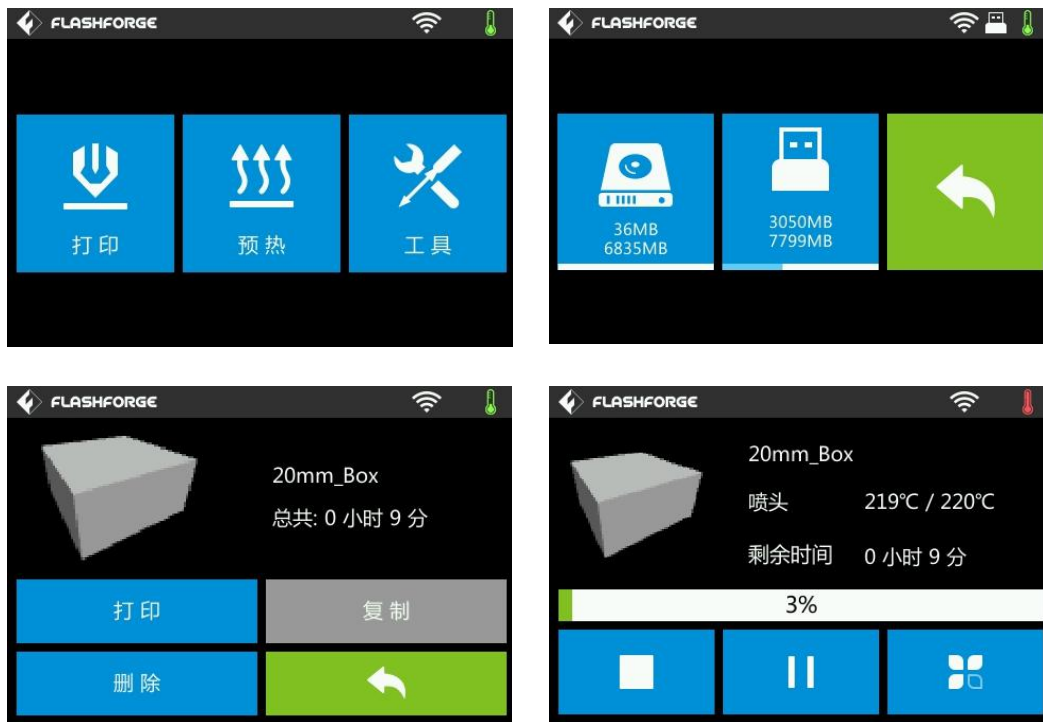 FLASHFORGE
打印
预热
工具
FLASHFORGE
36MB
6835MB
3050MB
7799MB
FLASHFORGE
20mm_Box
总共: 0 小时 9 分
打印
复制
删除
FLASHFORGE
20mm_Box
喷头 219℃ / 220℃
剩余时间 0 小时 9 分
3%